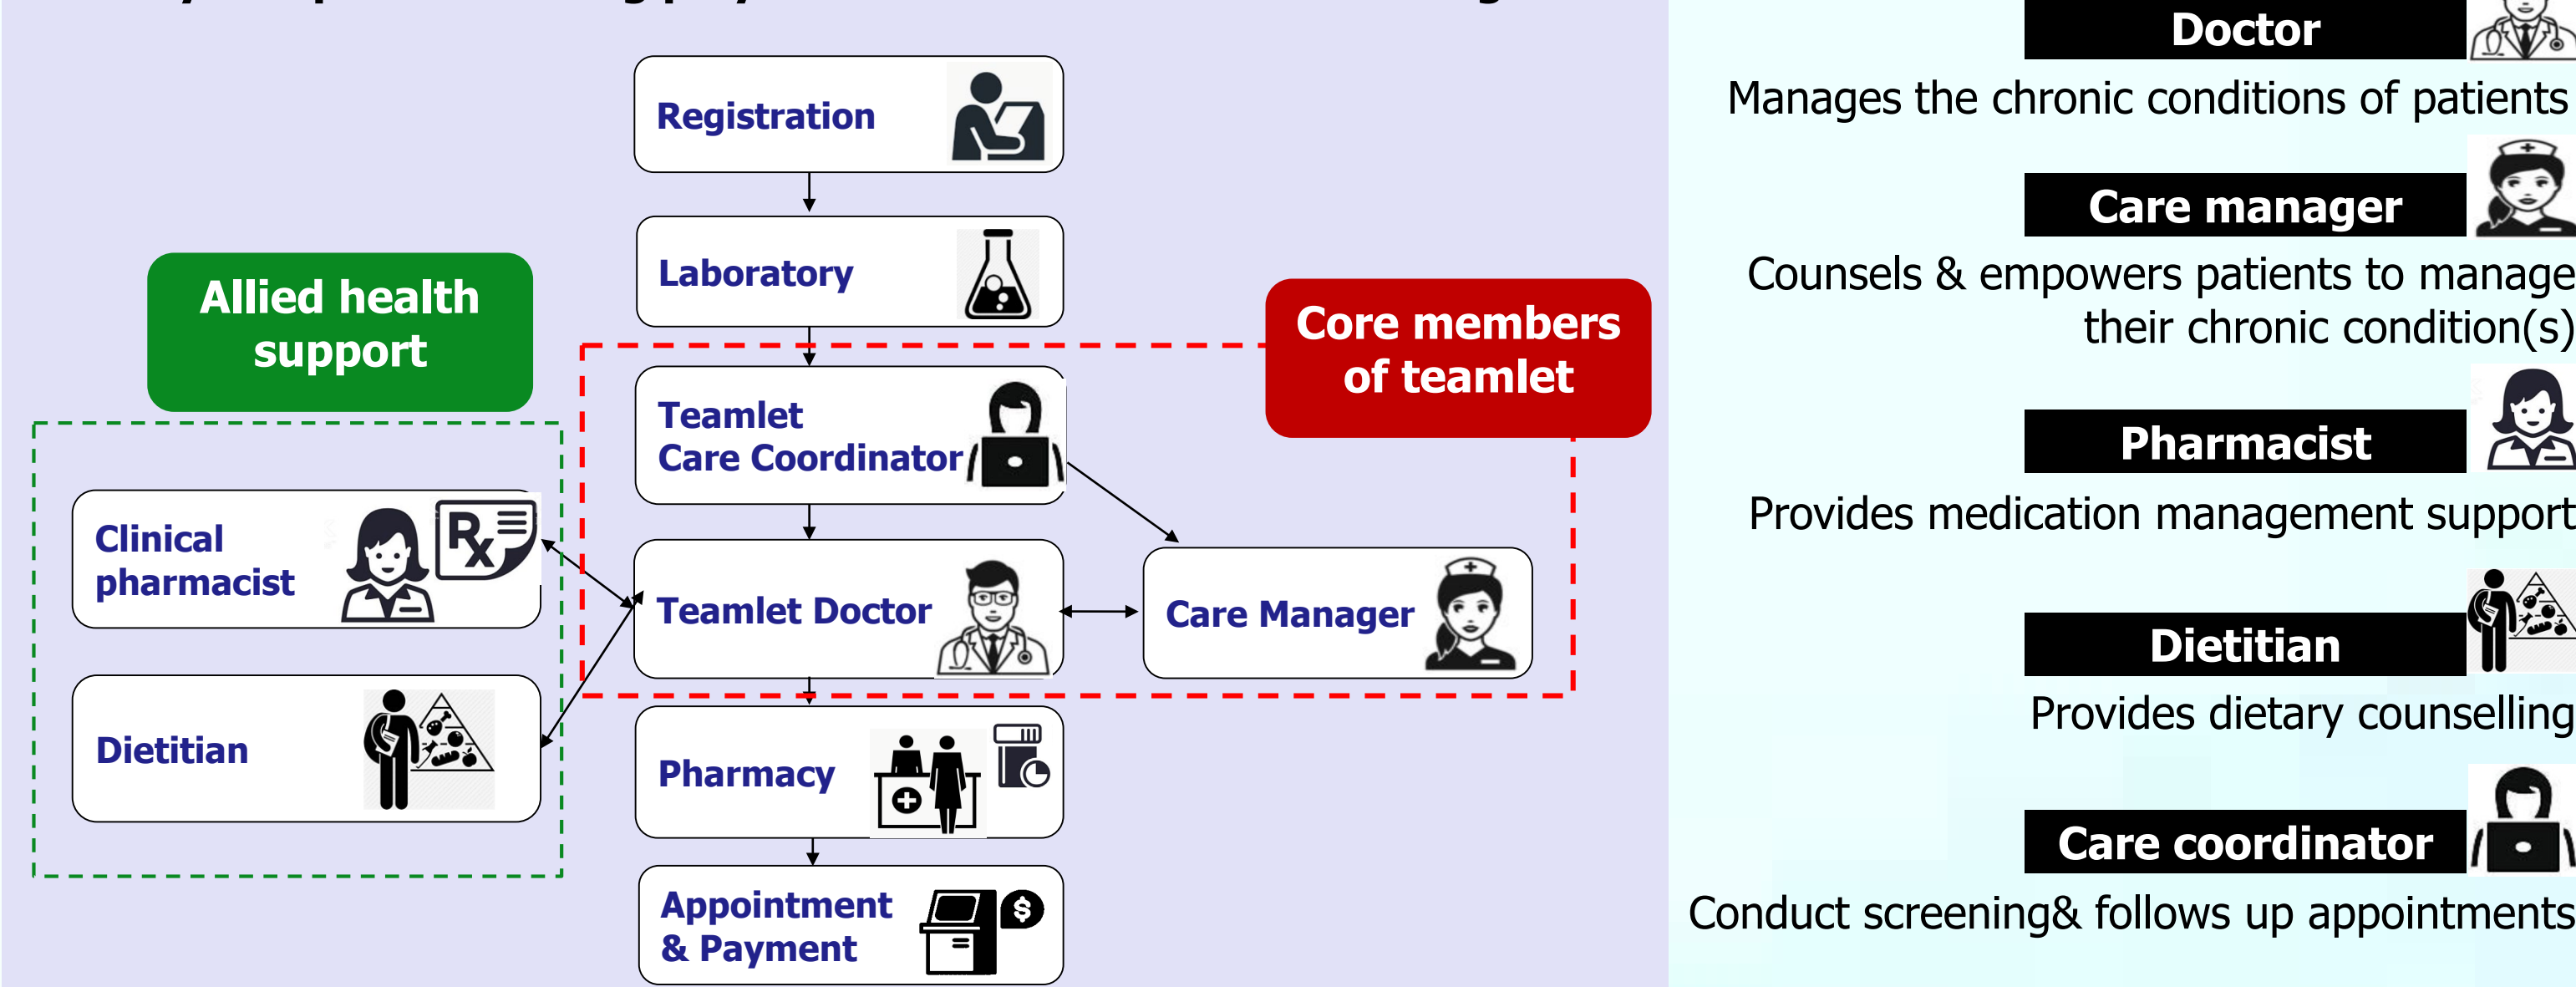 Registration
Laboratory
Allied health
support
Core members
of teamlet
Teamlet
Care Coordinator
Clinical
pharmacist
Rx
Teamlet Doctor
Care Manager
Dietitian
Pharmacy
Appointment
& Payment
$
Doctor
Manages the chronic conditions of patients
Care manager
Counsels & empowers patients to manage
their chronic condition(s)
Pharmacist
Provides medication management support
Dietitian
Provides dietary counselling
Care coordinator
Conduct screening& follows up appointments